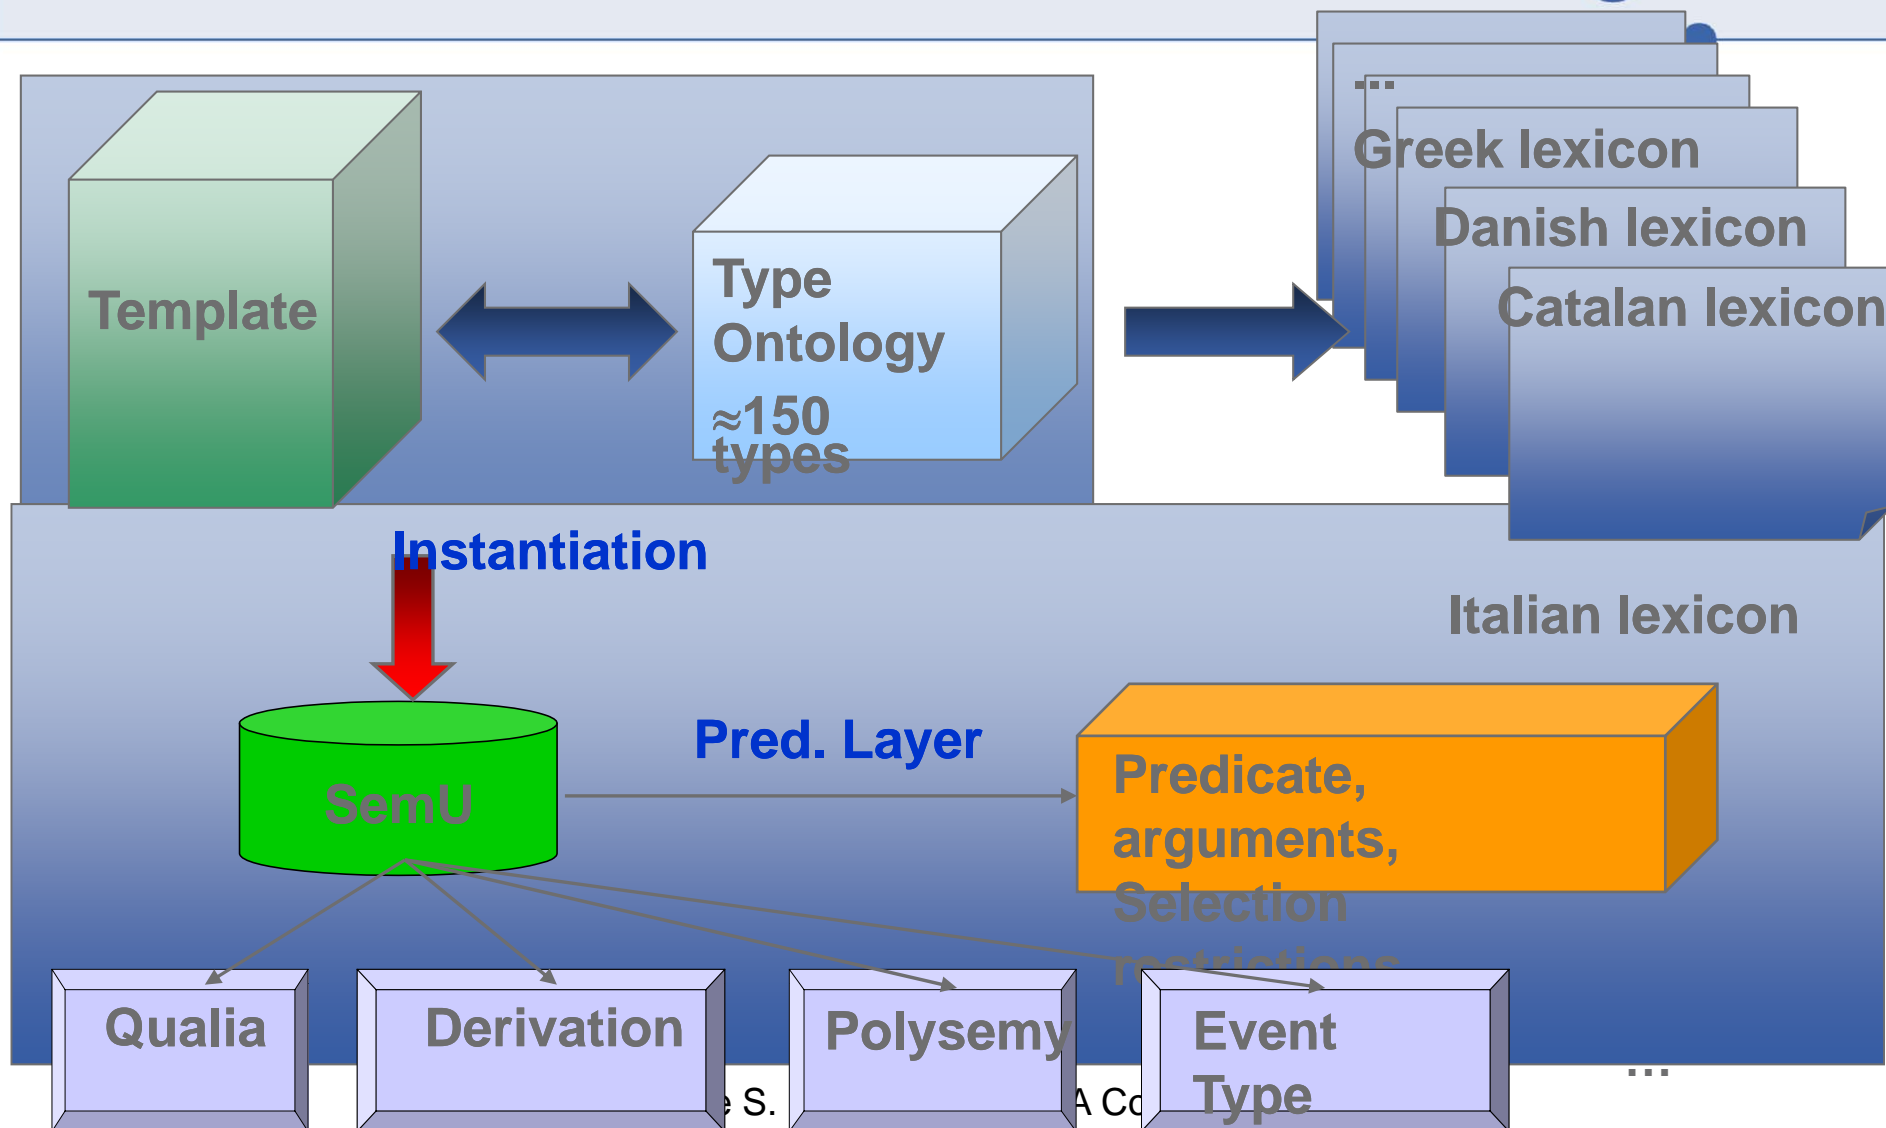 ...
Greek lexicon
Danish lexicon
Catalan lexicon
Template
Type
Ontology
≈150
types
Instantiation
Italian lexicon
Pred. Layer
SemU
Predicate,
arguments,
Selection
restrictions
Qualia
Derivation
Polysemy
Event
Type
...
S.